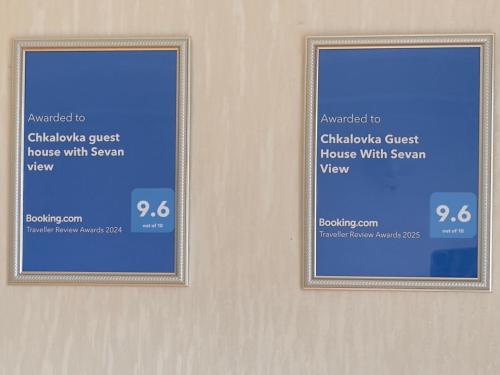 Awarded to
Chkalovka guest
house with Sevan
view
9.6
out of 10
Booking.com
Traveller Review Awards 2024
Awarded to
Chkalovka Guest
House With Sevan
View
9.6
out of 10
Booking.com
Traveller Review Awards 2025